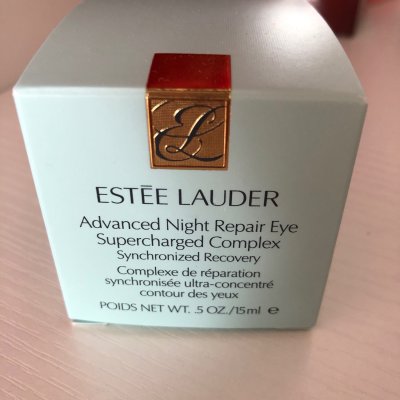 EL
ESTĒE LAUDER
Advanced Night Repair Eye
Supercharged Complex
Synchronized Recovery
Complexe de réparation
synchronisée ultra-concentré
contour des yeux
POIDS NET WT. .5 OZ./15ml ℮